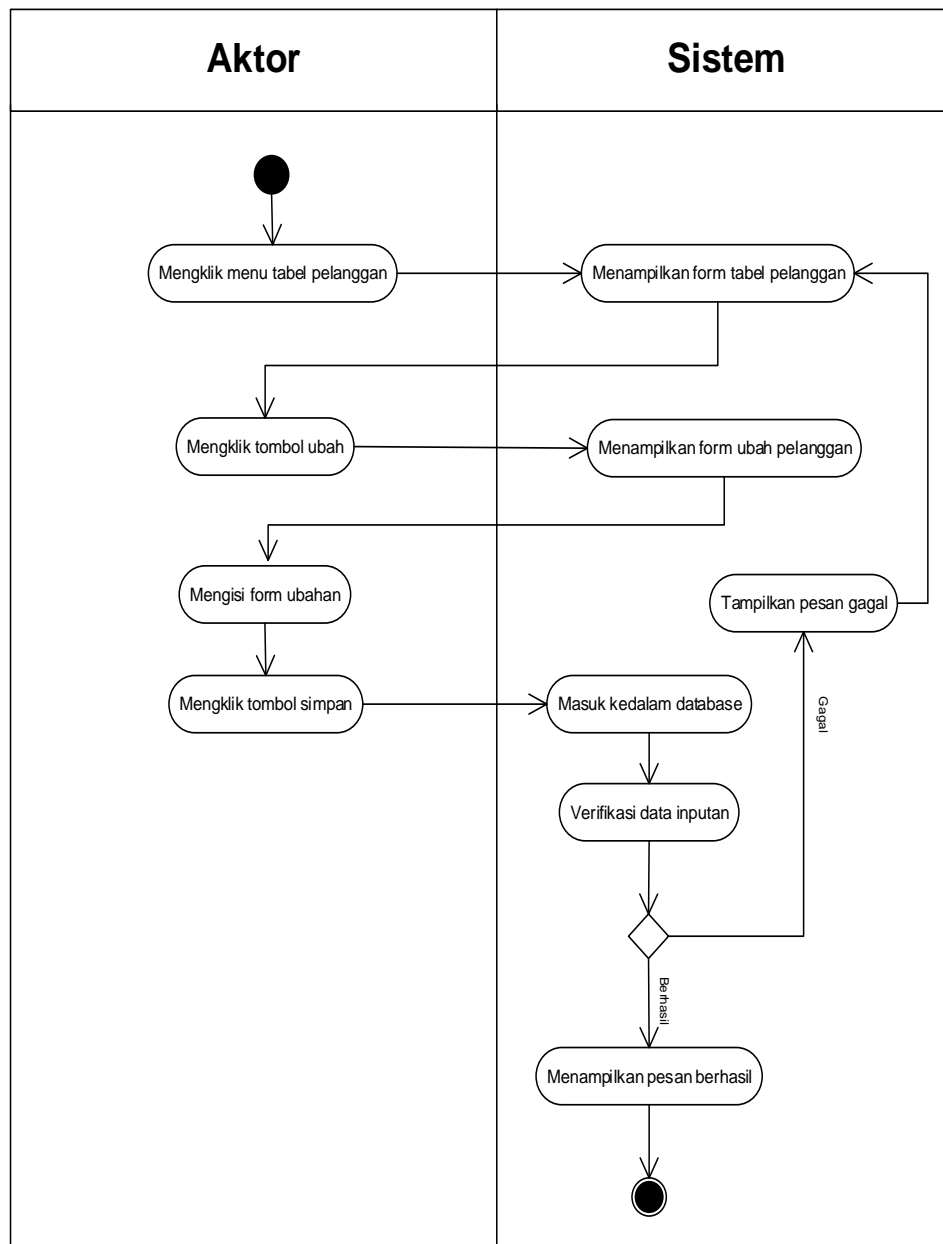 Aktor
Sistem
Mengklik menu tabel pelanggan
Menampilkan form tabel pelanggan
Mengklik tombol ubah
Menampilkan form ubah pelanggan
Mengisi form ubahan
Tampilkan pesan gagal
Mengklik tombol simpan
Masuk kedalam database
Gagal
Verifikasi data inputan
Berhasil
Menampilkan pesan berhasil